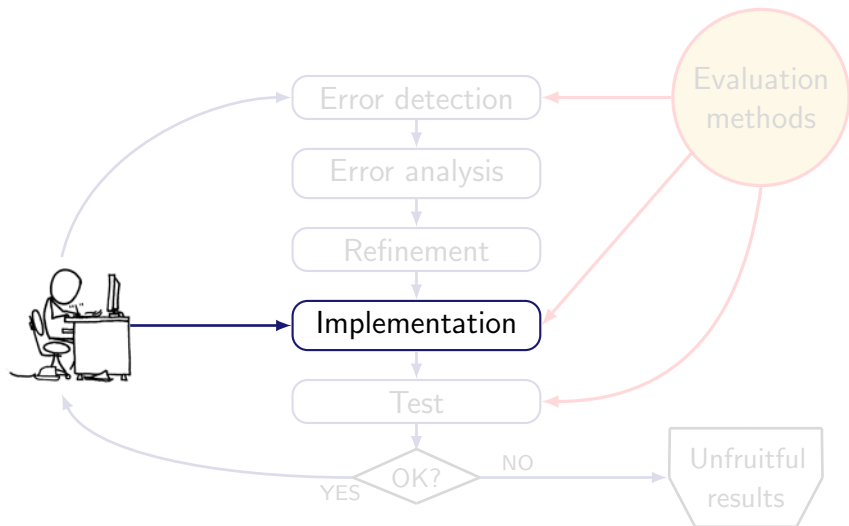 Error detection
Evaluation
methods
Error analysis
Refinement
Implementation
Test
OK?
NO
YES
Unfruitful
results